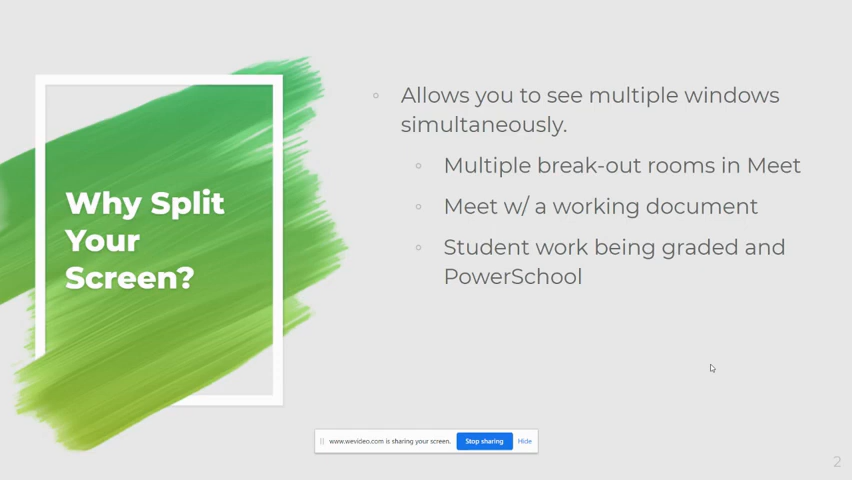 Why Split
Your
Screen?
Allows you to see multiple windows
simultaneously.
Multiple break-out rooms in Meet
Meet w/ a working document
Student work being graded and
PowerSchool
www.wevideo.com is sharing your screen. Stop sharing Hide
2